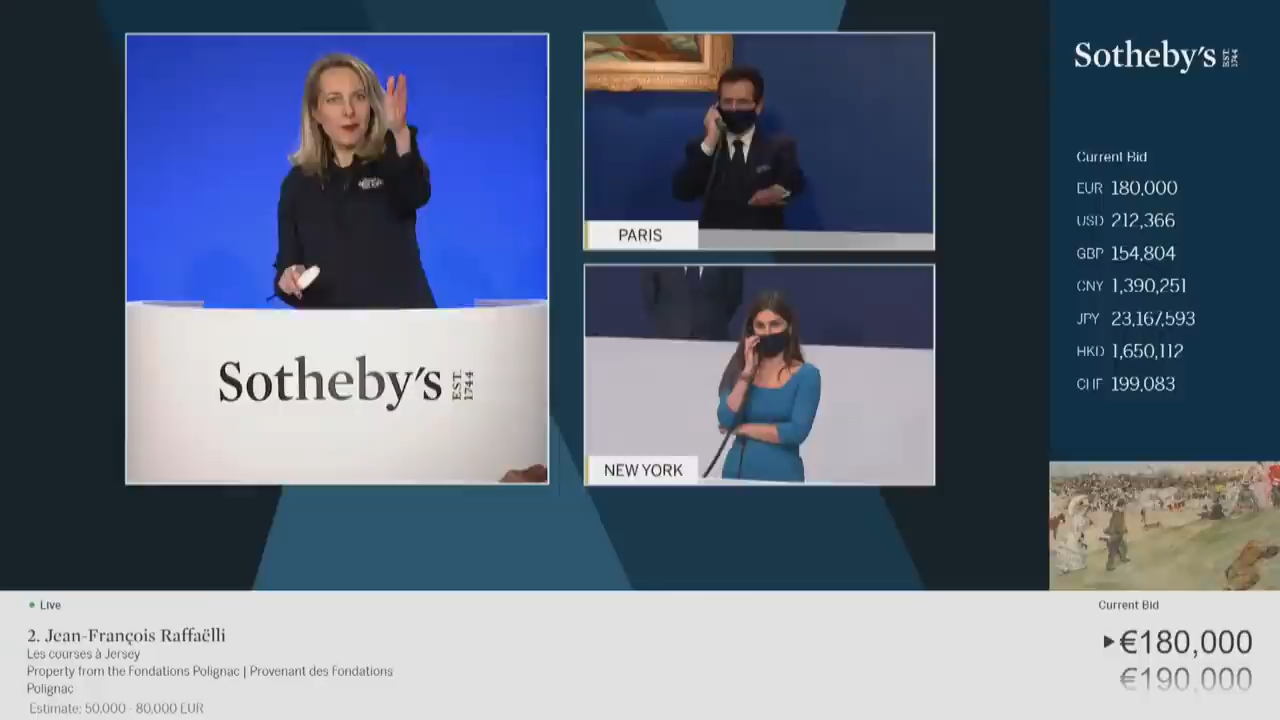 Sotheby's EST. 1744
Current Bid
EUR 180,000
USD 212,366
GBP 154,804
CNY 1,390,251
JPY 23,167,593
HKD 1,650,112
CHF 199,083
PARIS
NEW YORK
Sotheby's EST. 1744
Live
2. Jean-François Raffaëlli
Les courses à Jersey
Property from the Fondations Polignac | Provenant des Fondations
Polignac
Estimate: 50,000 - 80,000 EUR
Current Bid
€180,000
€190,000